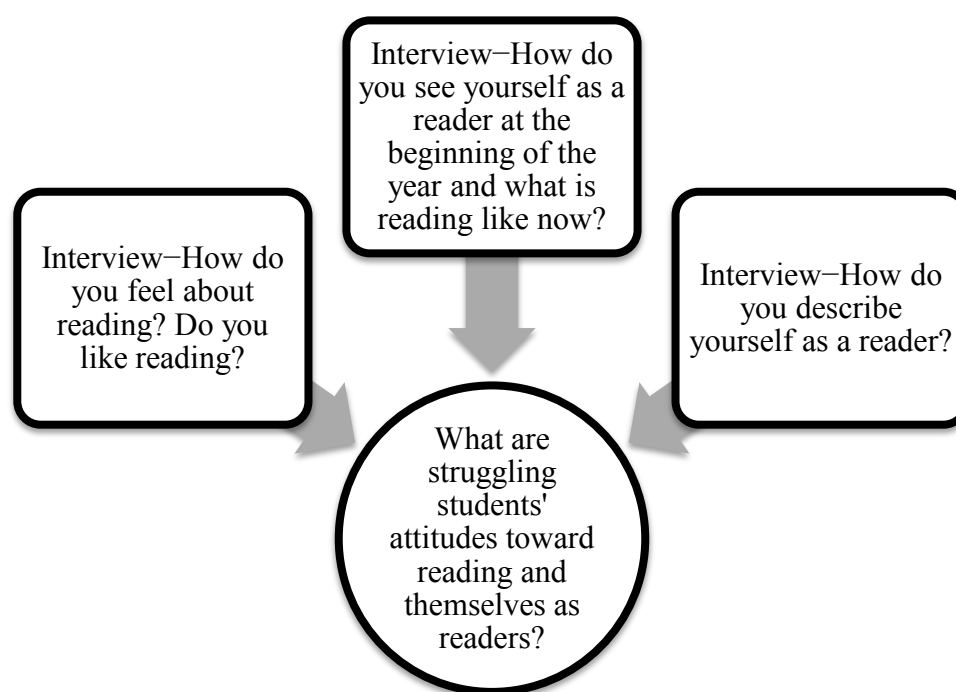 Interview−How do
you feel about
reading? Do you
like reading?
Interview−How do
you see yourself as a
reader at the
beginning of the
year and what is
reading like now?
Interview−How do
you describe
yourself as a reader?
What are
struggling
students'
attitudes toward
reading and
themselves as
readers?